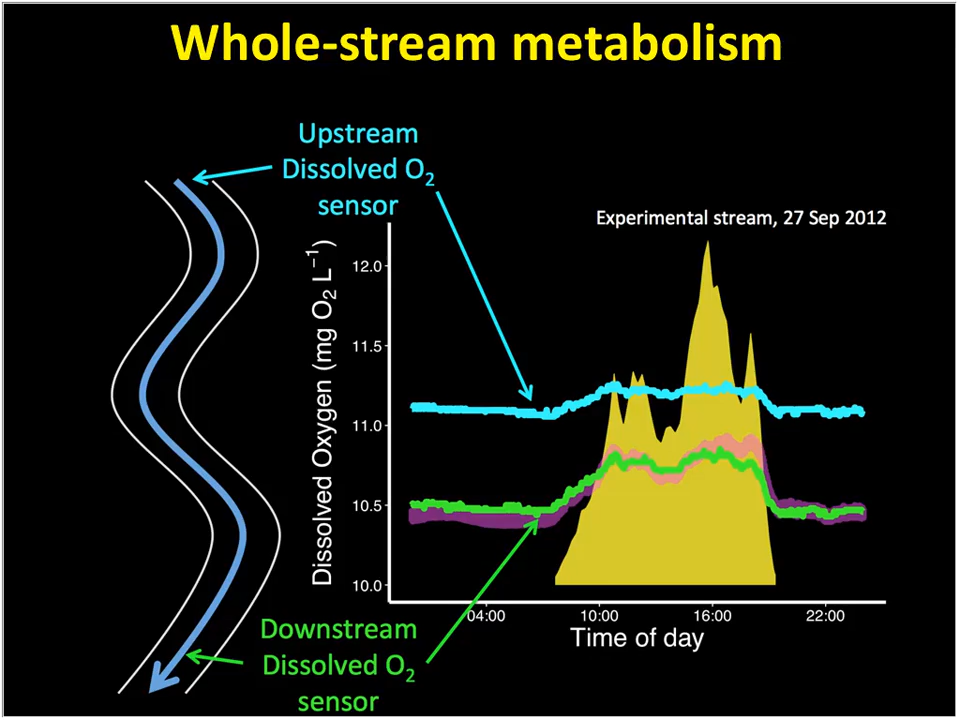 Whole-stream metabolism
Upstream
Dissolved O₂
sensor
Experimental stream, 27 Sep 2012
Dissolved Oxygen (mg O₂ L⁻¹)
12.0
11.5
11.0
10.5
10.0
04:00
10:00
16:00
22:00
Time of day
Downstream
Dissolved O₂
sensor